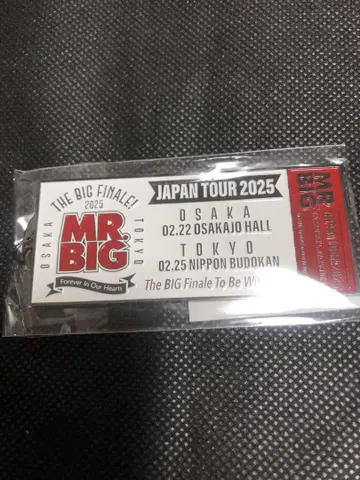 THE BIG FINALE!
2025
OSAKA
MR.
BIG
TOKYO
Forever In Our Hearts
JAPAN TOUR 2025
OSAKA
02.22 OSAKAJO HALL
TOKYO
02.25 NIPPON BUDOKAN
The BIG Finale To Be
MR.
BIG